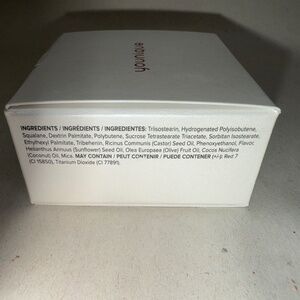 younique
INGREDIENTS / INGRÉDIENTS / INGREDIENTES: Triisostearin, Hydrogenated Polyisobutene,
Squalane, Dextrin Palmitate, Polybutene, Sucrose Tetrastearate Triacetate, Sorbitan Isostearate,
Ethylhexyl Palmitate, Tribehenin, Ricinus Communis (Castor) Seed Oil, Phenoxyethanol, Flavor,
Helianthus Annuus (Sunflower) Seed Oil, Olea Europaea (Olive) Fruit Oil, Cocos Nucifera
(Coconut) Oil, Mica. MAY CONTAIN / PEUT CONTENIR / PUEDE CONTENER (+/-): Red 7
(CI 15850), Titanium Dioxide (CI 77891).